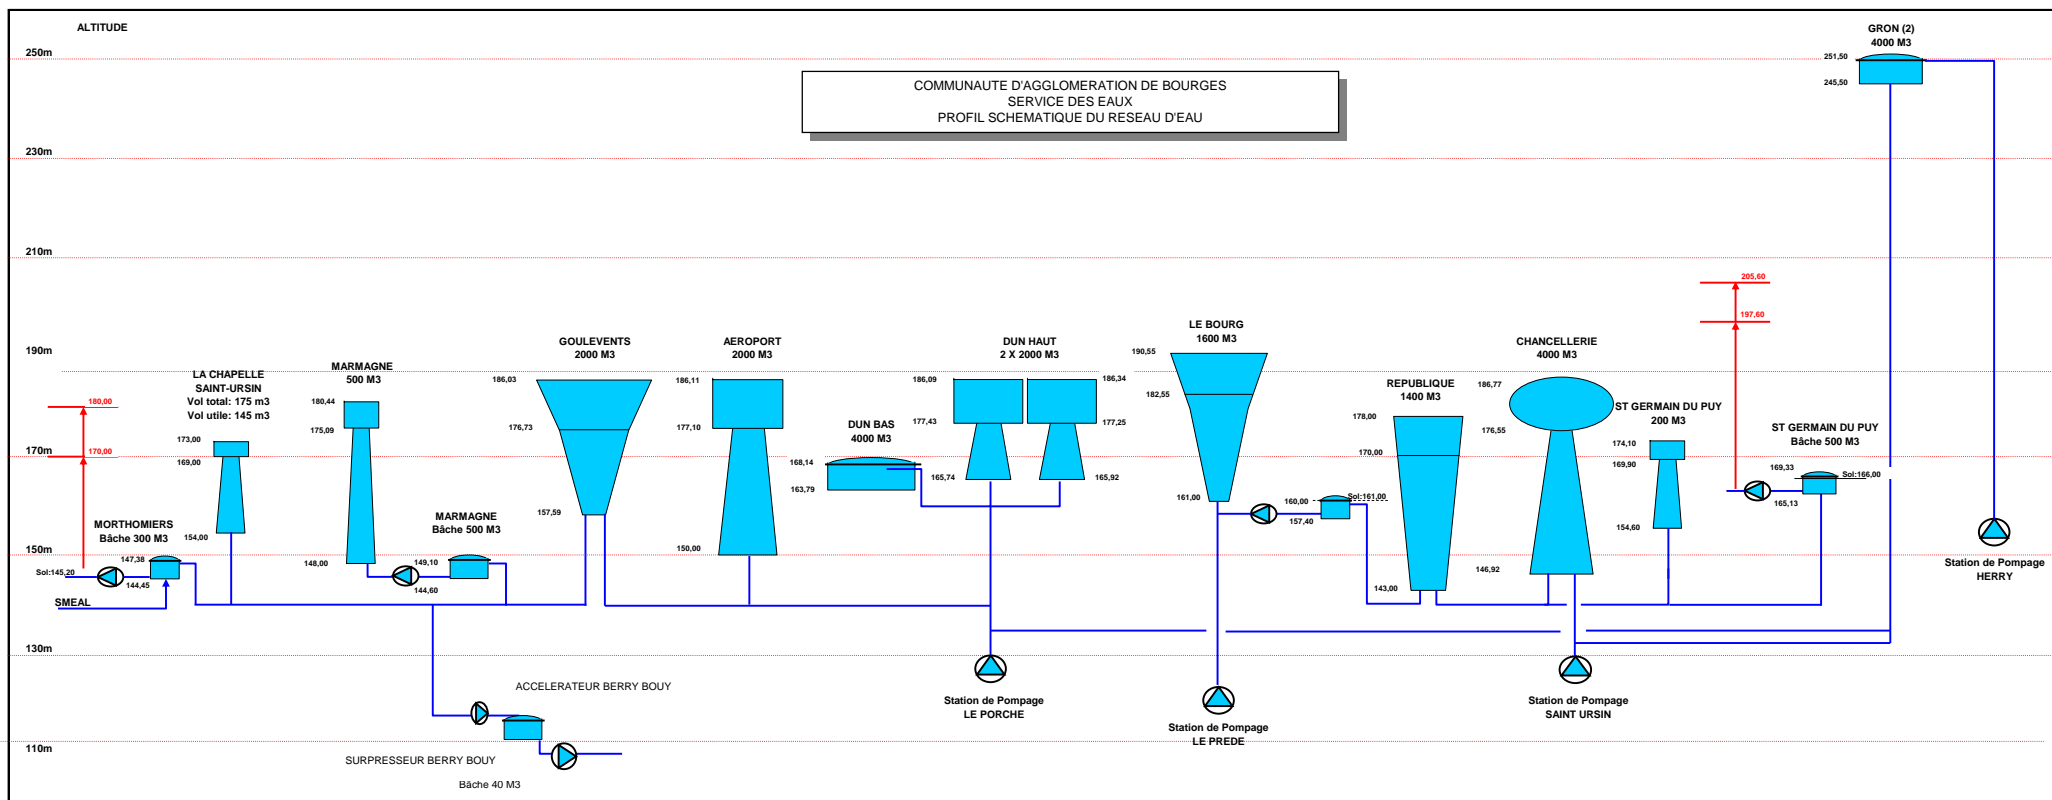 ALTITUDE
250m
230m
210m
190m
170m
150m
130m
110m
COMMUNAUTE D'AGGLOMERATION DE BOURGES
SERVICE DES EAUX
PROFIL SCHEMATIQUE DU RESEAU D'EAU
GRON (2)
4000 M3
251,50
245,50
180,00
170,00
Sol:145,20
MORTHOMIERS
Bâche 300 M3
147,38
144,45
SMEAL
LA CHAPELLE
SAINT-URSIN
Vol total: 175 m3
Vol utile: 145 m3
173,00
169,00
154,00
MARMAGNE
500 M3
180,44
175,09
148,00
MARMAGNE
Bâche 500 M3
149,10
144,60
GOULEVENTS
2000 M3
186,03
176,73
157,59
AEROPORT
2000 M3
186,11
177,10
150,00
DUN BAS
4000 M3
168,14
163,79
DUN HAUT
2 X 2000 M3
186,09
186,34
177,43
177,25
165,74
165,92
LE BOURG
1600 M3
190,55
182,55
161,00
160,00
157,40
Sol:161,00
REPUBLIQUE
1400 M3
178,00
170,00
143,00
CHANCELLERIE
4000 M3
186,77
176,55
146,92
ST GERMAIN DU PUY
200 M3
174,10
169,90
154,60
205,60
197,60
ST GERMAIN DU PUY
Bâche 500 M3
169,33
Sol:166,00
165,13
Station de Pompage
HERRY
Station de Pompage
LE PORCHE
Station de Pompage
LE PREDE
Station de Pompage
SAINT URSIN
ACCELERATEUR BERRY BOUY
SURPRESSEUR BERRY BOUY
Bâche 40 M3